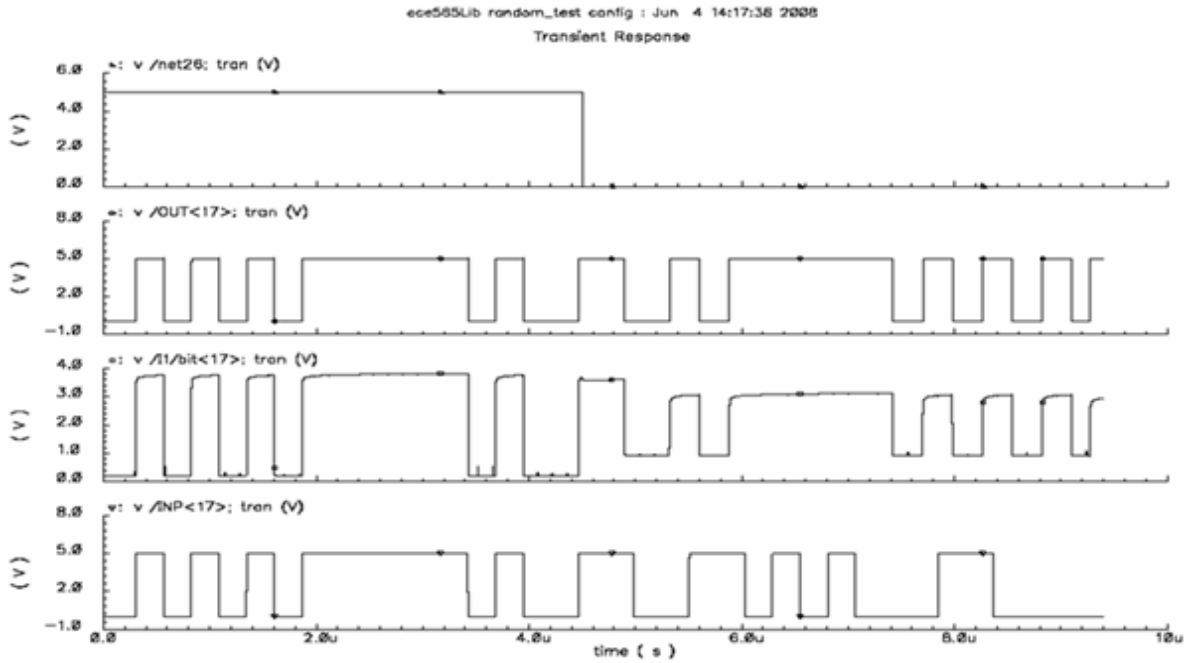 ece585Lib random_test config : Jun 4 14:17:36 2008
Transient Response
v /net26; tran (V)
6.0
4.0
2.0
0.0
(V)
v /OUT<17>; tran (V)
8.0
5.0
2.0
-1.0
(V)
v /I1/bit<17>; tran (V)
4.0
3.0
2.0
1.0
0.0
(V)
v /INP<17>; tran (V)
8.0
5.0
2.0
-1.0
(V)
0.0 2.0u 4.0u 6.0u 8.0u 10u
time ( s )